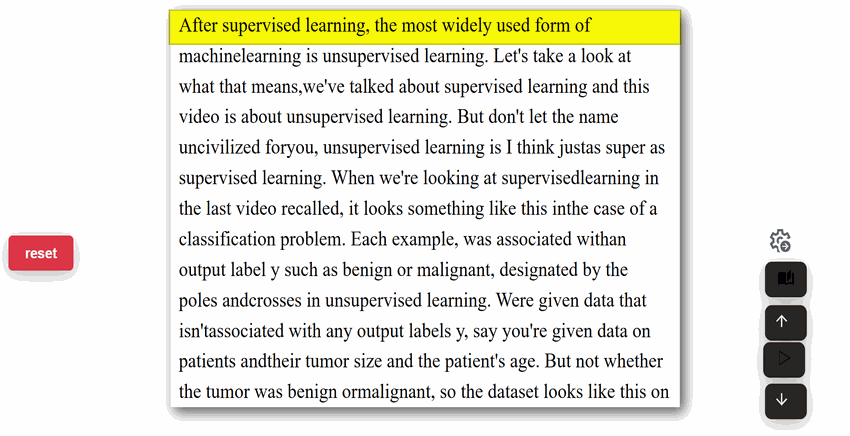 After supervised learning, the most widely used form of
machinelearning is unsupervised learning. Let's take a look at
what that means,we've talked about supervised learning and this
video is about unsupervised learning. But don't let the name
uncivilized foryou, unsupervised learning is I think justas super as
supervised learning. When we're looking at supervisedlearning in
the last video recalled, it looks something like this inthe case of a
classification problem. Each example, was associated withan
output label y such as benign or malignant, designated by the
poles andcrosses in unsupervised learning. Were given data that
isn'tassociated with any output labels y, say you're given data on
patients andtheir tumor size and the patient's age. But not whether
the tumor was benign ormalignant, so the dataset looks like this on
reset